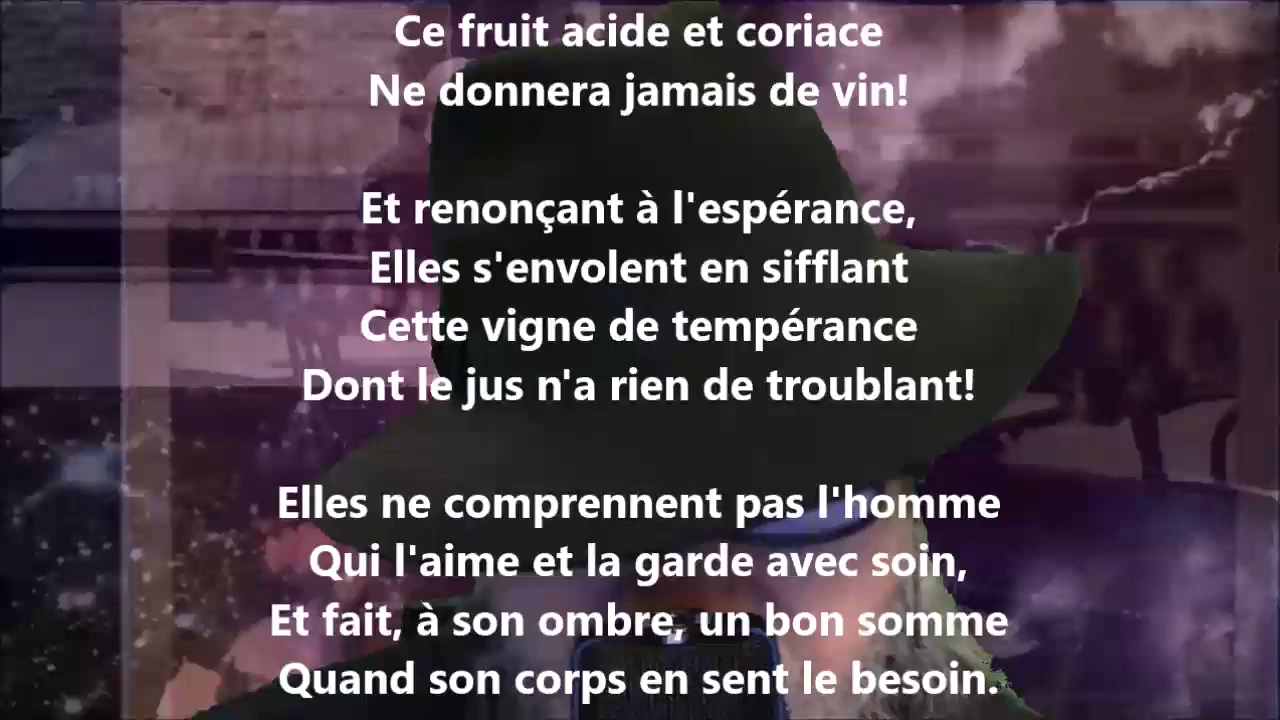 Ce fruit acide et coriace
Ne donnera jamais de vin!
Et renonçant à l'espérance,
Elles s'envolent en sifflant
Cette vigne de tempérance
Dont le jus n'a rien de troublant!
Elles ne comprennent pas l'homme
Qui l'aime et la garde avec soin,
Et fait, à son ombre, un bon somme
Quand son corps en sent le besoin.